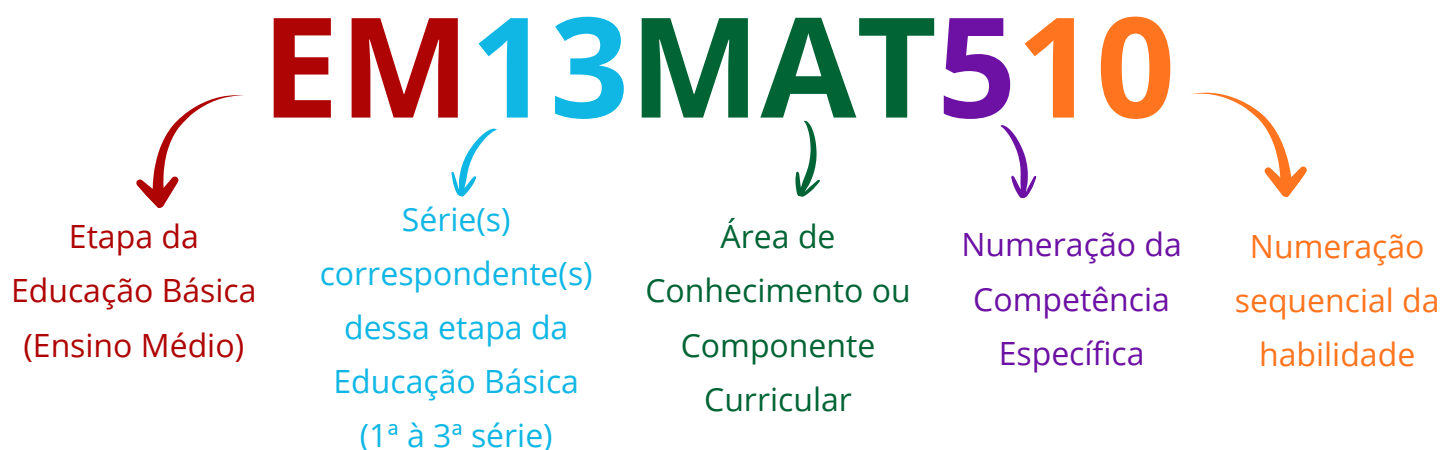 EM13MAT510
Etapa da
Educação Básica
(Ensino Médio)
Série(s)
correspondente(s)
dessa etapa da
Educação Básica
(1ª à 3ª série)
Área de
Conhecimento ou
Componente
Curricular
Numeração da
Competência
Específica
Numeração
sequencial da
habilidade